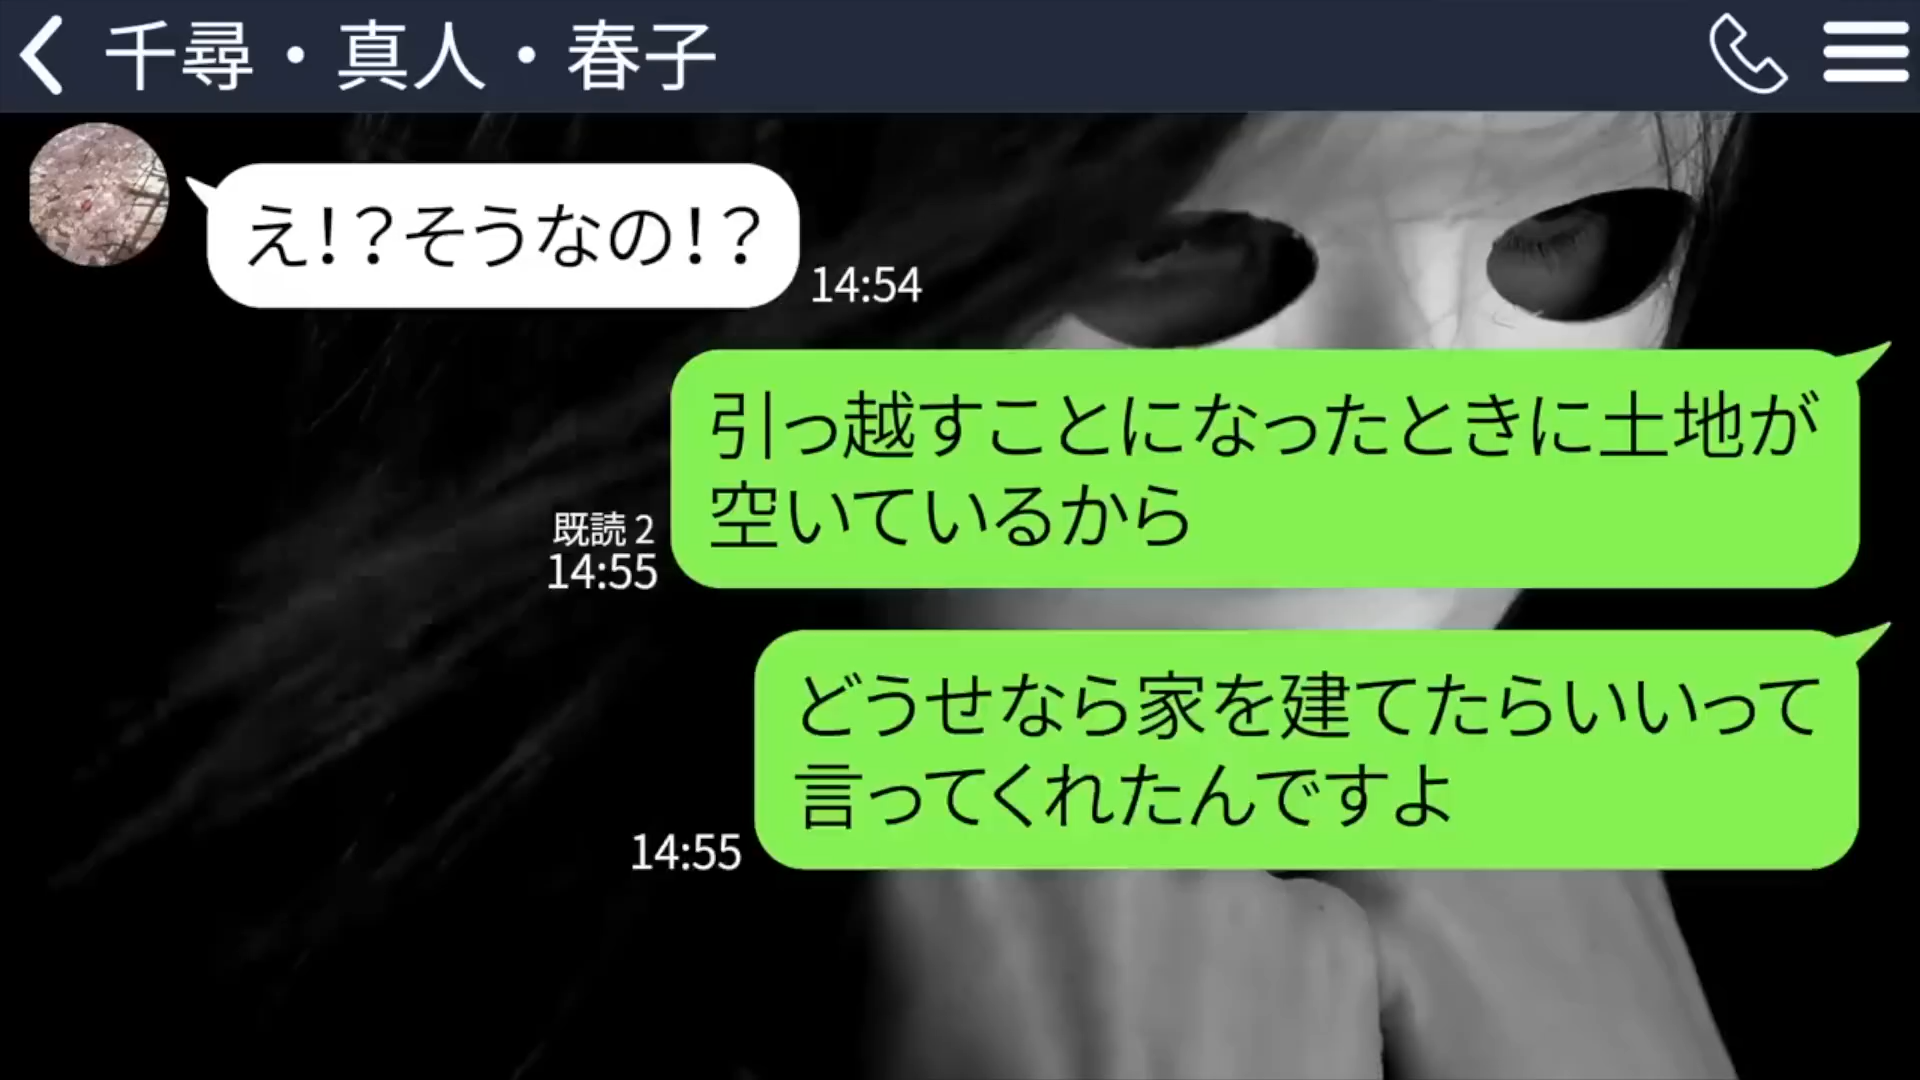 千尋・真人・春子
え！？そうなの！？
14:54
引っ越すことになったときに土地が
空いているから
既読 2
14:55
どうせなら家を建てたらいいって
言ってくれたんですよ
14:55